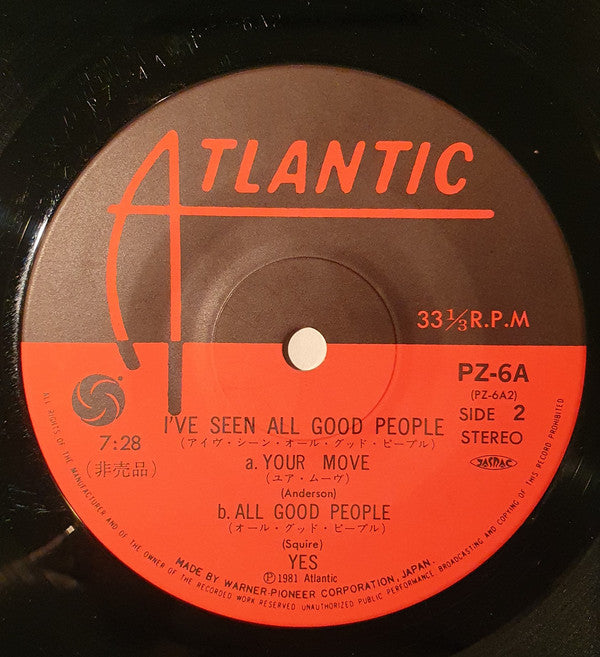 ATLANTIC
33 1/3 R.P.M
PZ-6A
(PZ-6A2)
SIDE 2
STEREO
JASRAC
7:28
(非売品)
I'VE SEEN ALL GOOD PEOPLE
(アイヴ・シーン・オール・グッド・ピープル)
a. YOUR MOVE
(ユア・ムーヴ)
(Anderson)
b. ALL GOOD PEOPLE
(オール・グッド・ピープル)
(Squire)
YES
Ⓟ 1981 Atlantic
MADE BY WARNER-PIONEER CORPORATION, JAPAN.
ALL RIGHTS OF THE MANUFACTURER AND OF THE OWNER OF THE RECORDED WORK RESERVED. UNAUTHORIZED PUBLIC PERFORMANCE, BROADCASTING AND COPYING OF THIS RECORD PROHIBITED